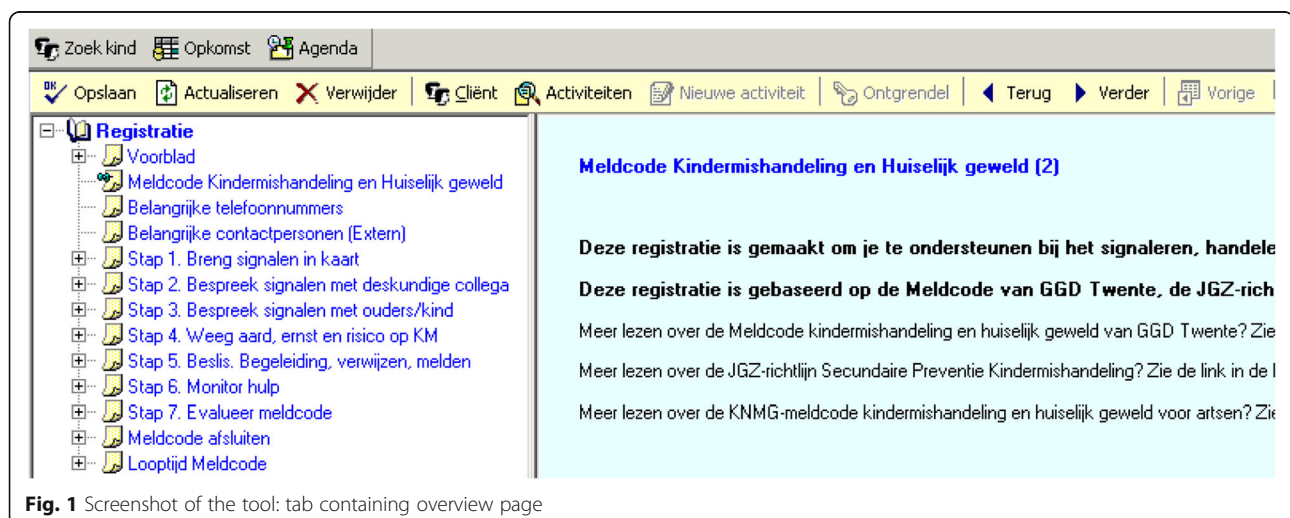 Zoek kind Opkomst Agenda
OK Opslaan Actualiseren Verwijder Cliënt Activiteiten Nieuwe activiteit Ontgrendel Terug Verder Vorige
Registratie
Voorblad
Meldcode Kindermishandeling en Huiselijk geweld
Belangrijke telefoonnummers
Belangrijke contactpersonen (Extern)
Stap 1. Breng signalen in kaart
Stap 2. Bespreek signalen met deskundige collega
Stap 3. Bespreek signalen met ouders/kind
Stap 4. Weeg aard, ernst en risico op KM
Stap 5. Beslis. Begeleiding, verwijzen, melden
Stap 6. Monitor hulp
Stap 7. Evalueer meldcode
Meldcode afsluiten
Looptijd Meldcode
Meldcode Kindermishandeling en Huiselijk geweld (2)
Deze registratie is gemaakt om je te ondersteunen bij het signaleren, handele
Deze registratie is gebaseerd op de Meldcode van GGD Twente, de JGZ-rich
Meer lezen over de Meldcode kindermishandeling en huiselijk geweld van GGD Twente? Zie
Meer lezen over de JGZ-richtlijn Secundaire Preventie Kindermishandeling? Zie de link in de
Meer lezen over de KNMG-meldcode kindermishandeling en huiselijk geweld voor artsen? Zie
Fig. 1 Screenshot of the tool: tab containing overview page